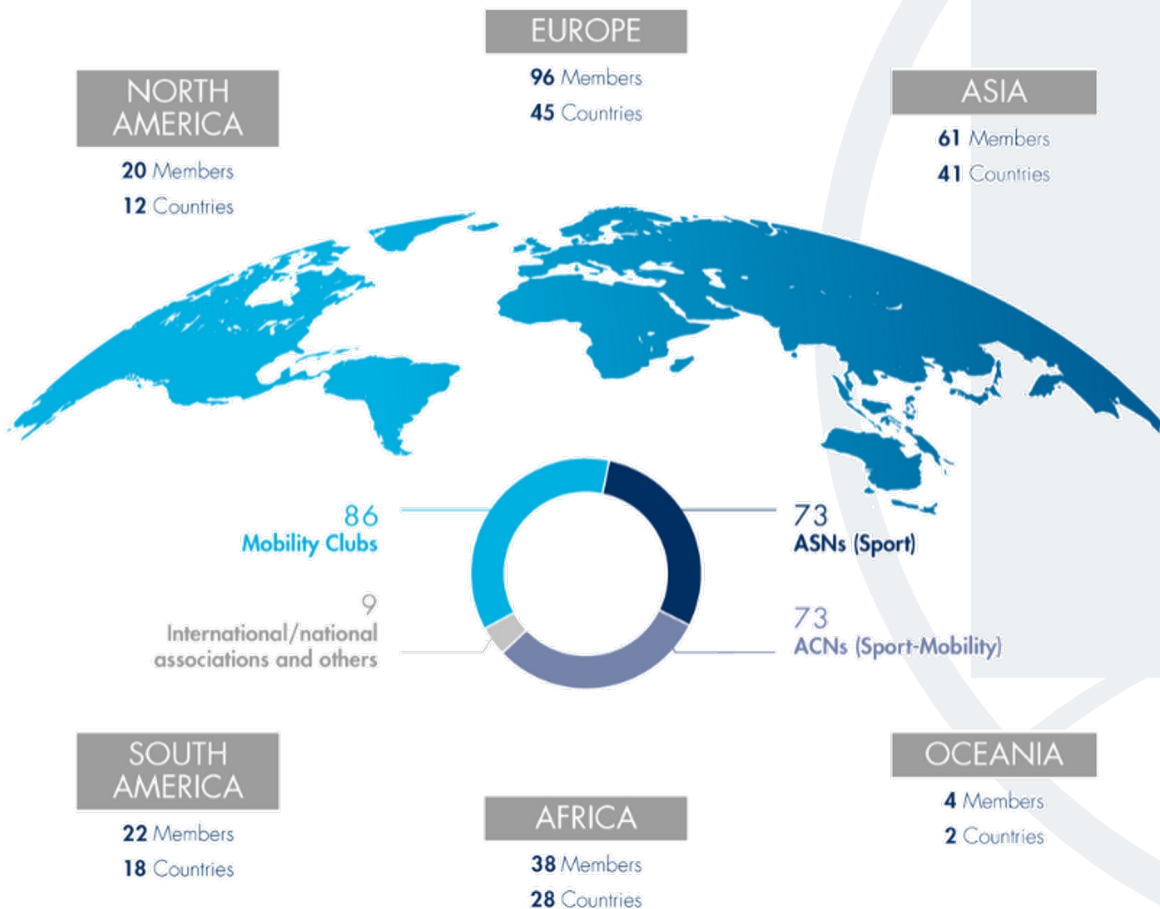 EUROPE
96 Members
45 Countries
NORTH
AMERICA
20 Members
12 Countries
ASIA
61 Members
41 Countries
86
Mobility Clubs
73
ASNs (Sport)
9
International/national
associations and others
73
ACNs (Sport-Mobility)
SOUTH
AMERICA
22 Members
18 Countries
AFRICA
38 Members
28 Countries
OCEANIA
4 Members
2 Countries